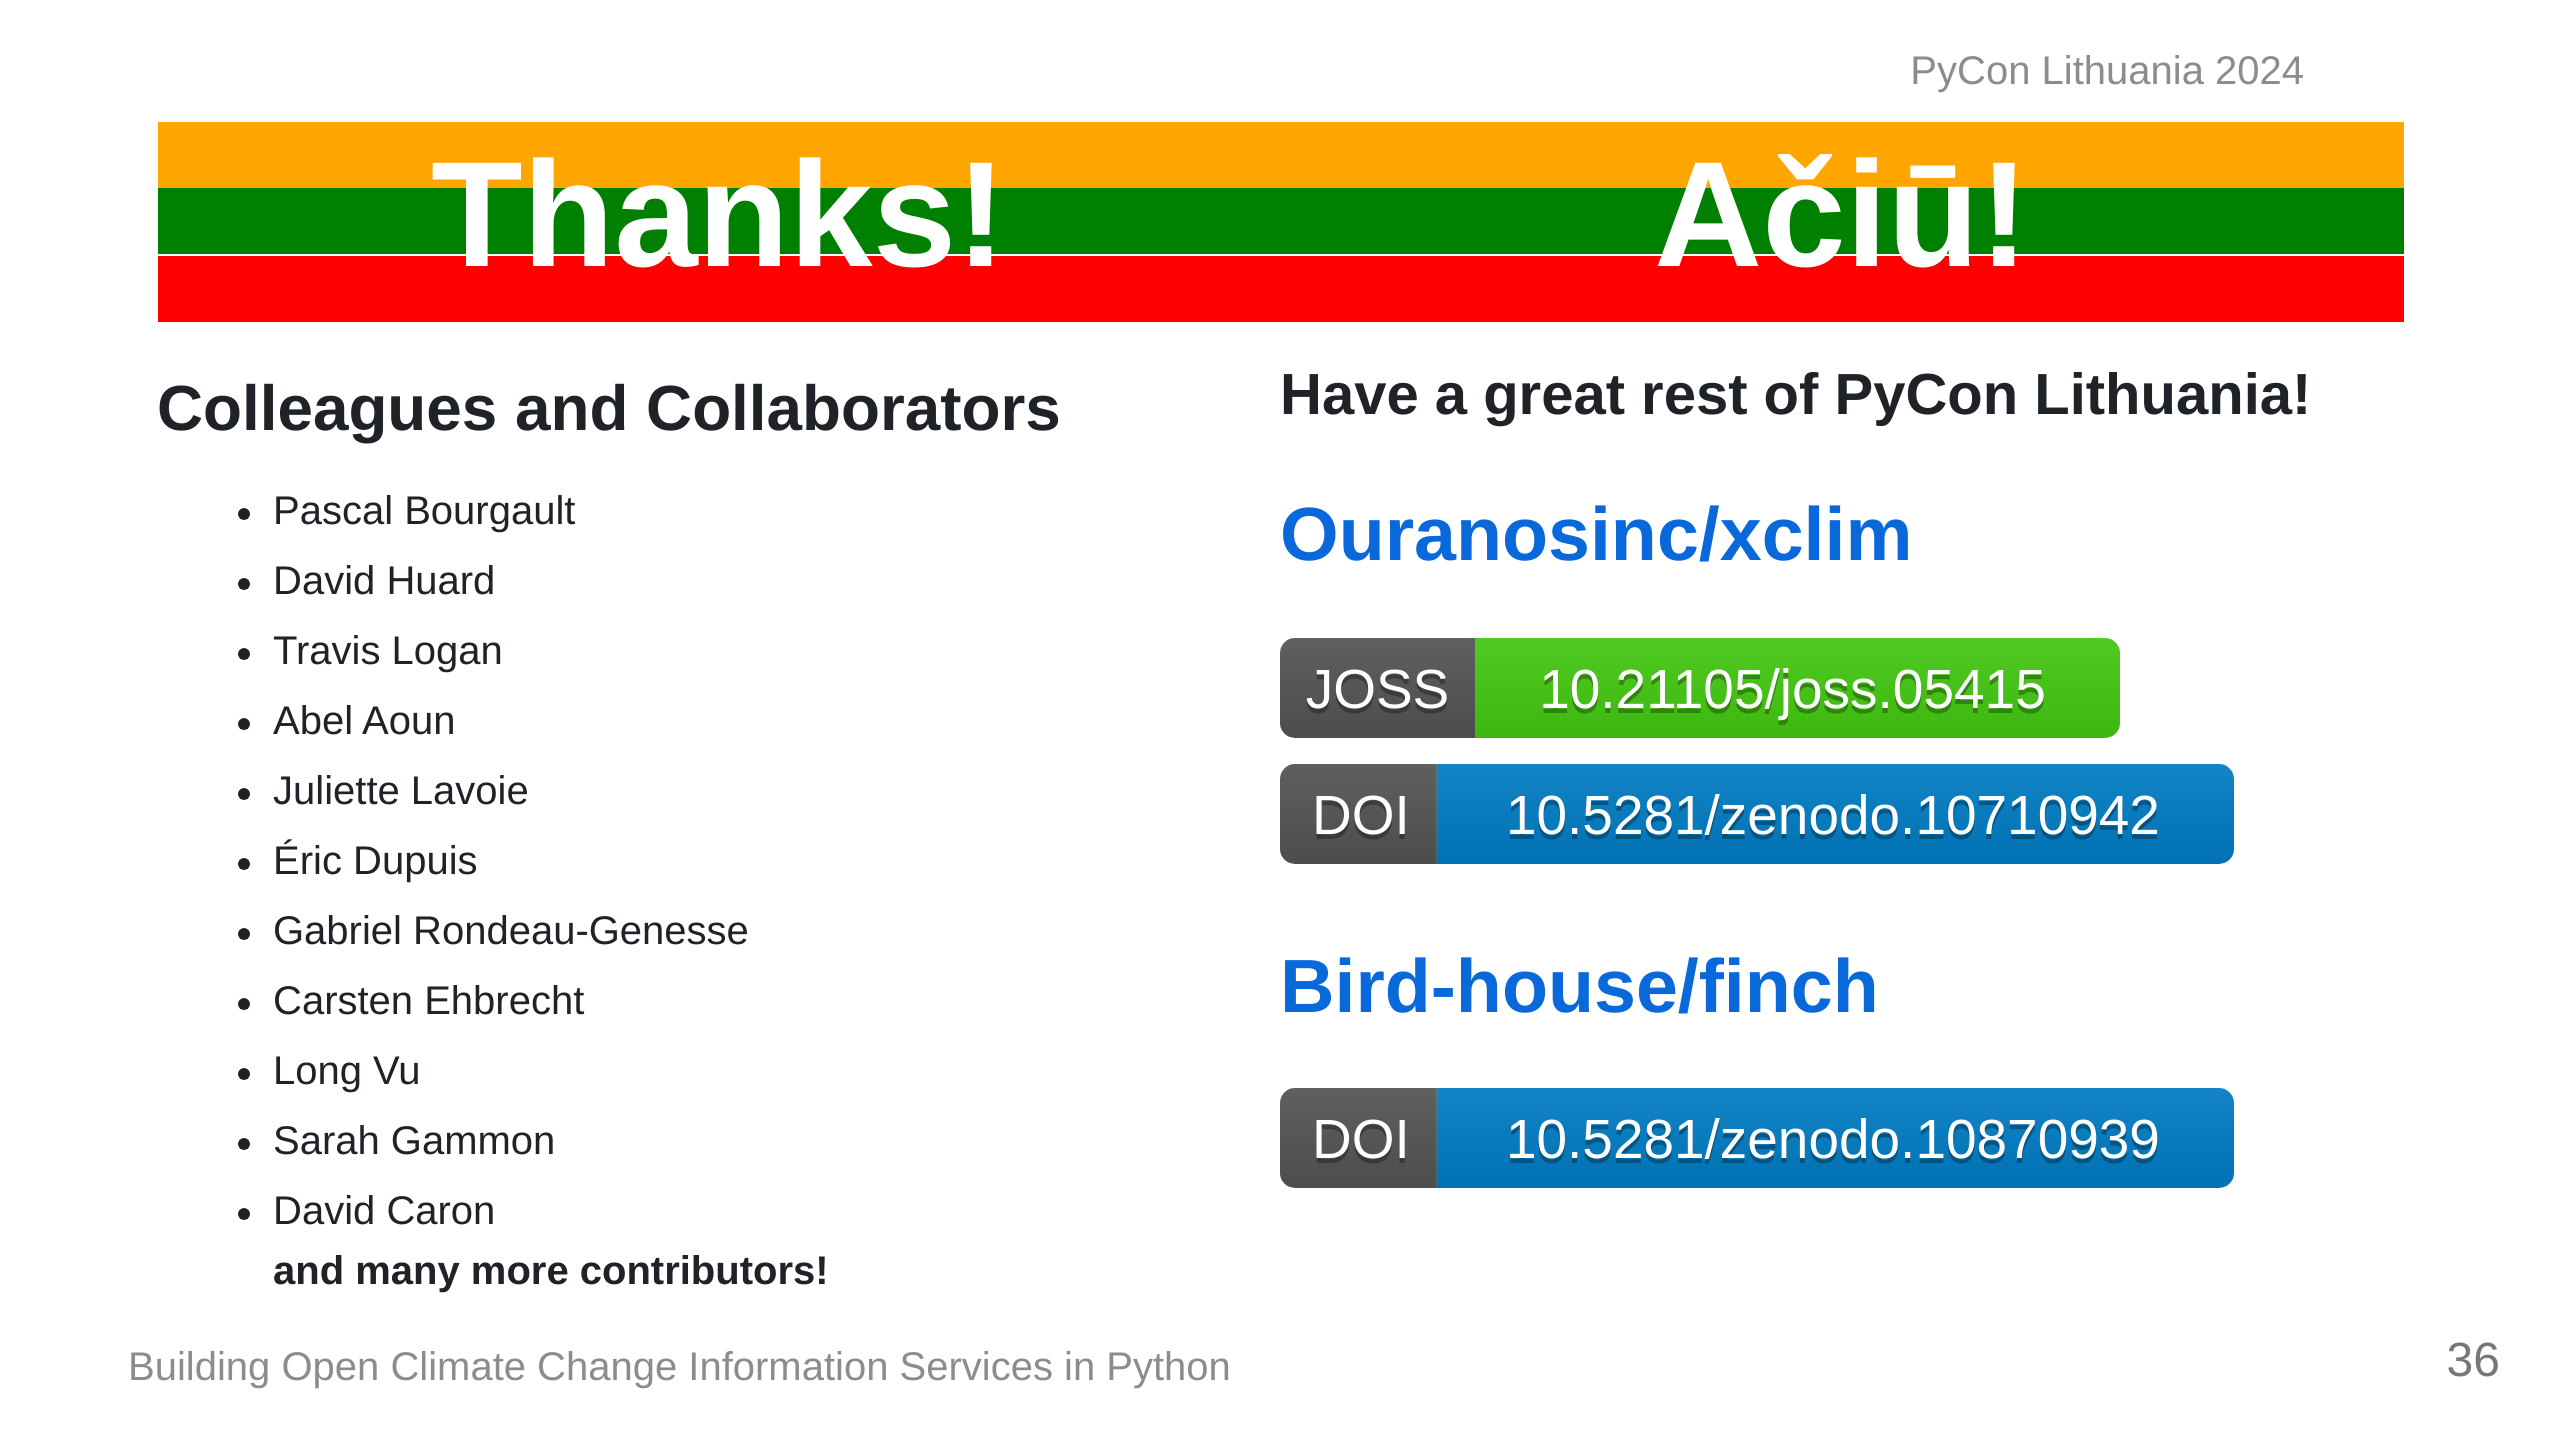 PyCon Lithuania 2024
Thanks! Ačiū!
Colleagues and Collaborators
Pascal Bourgault
David Huard
Travis Logan
Abel Aoun
Juliette Lavoie
Éric Dupuis
Gabriel Rondeau-Genesse
Carsten Ehbrecht
Long Vu
Sarah Gammon
David Caron
and many more contributors!
Have a great rest of PyCon Lithuania!
Ouranosinc/xclim
JOSS 10.21105/joss.05415
DOI 10.5281/zenodo.10710942
Bird-house/finch
DOI 10.5281/zenodo.10870939
Building Open Climate Change Information Services in Python
36